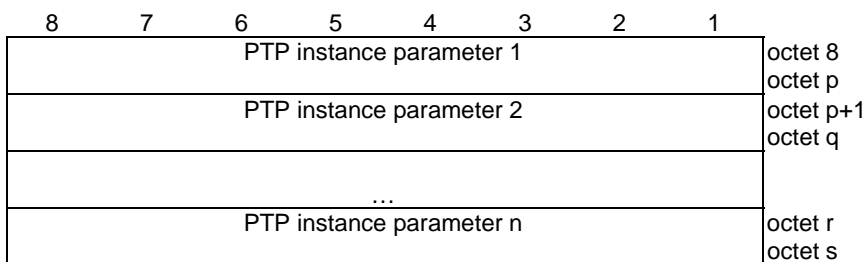 8 7 6 5 4 3 2 1
PTP instance parameter 1 octet 8
octet p
PTP instance parameter 2 octet p+1
octet q
…
PTP instance parameter n octet r
octet s